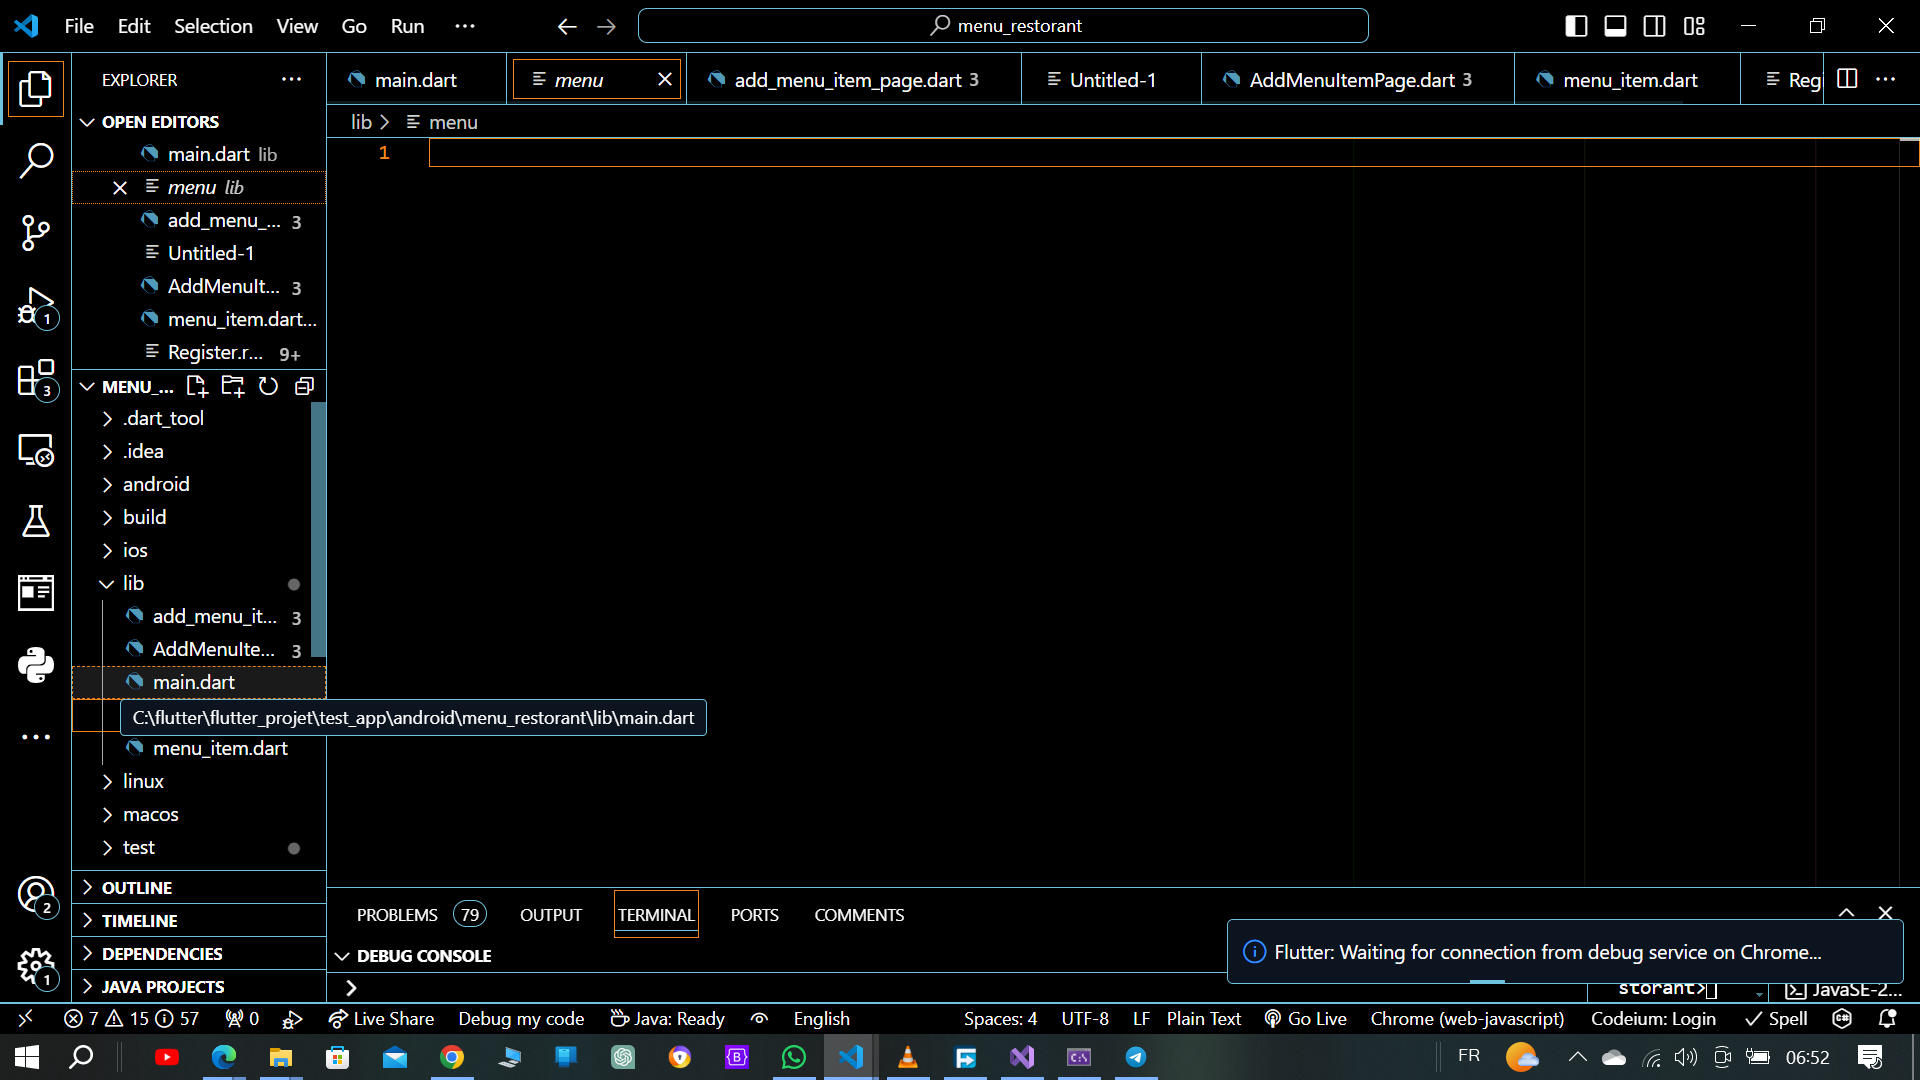 File Edit Selection View Go Run ···
menu_restorant
EXPLORER
OPEN EDITORS
main.dart lib
menu lib
add_menu_... 3
Untitled-1
AddMenuIt... 3
menu_item.dart...
Register.r... 9+
MENU_...
.dart_tool
.idea
android
build
ios
lib
add_menu_it... 3
AddMenuIte... 3
main.dart
C:\flutter\flutter_projet\test_app\android\menu_restorant\lib\main.dart
menu_item.dart
linux
macos
test
OUTLINE
TIMELINE
DEPENDENCIES
JAVA PROJECTS
1
3
2
1
main.dart menu add_menu_item_page.dart 3 Untitled-1 AddMenuItemPage.dart 3 menu_item.dart Reg
lib > menu
1
PROBLEMS 79 OUTPUT TERMINAL PORTS COMMENTS
DEBUG CONSOLE
Flutter: Waiting for connection from debug service on Chrome...
storant> JavaSE-2...
7 15 57 0 Live Share Debug my code Java: Ready English Spaces: 4 UTF-8 LF Plain Text Go Live Chrome (web-javascript) Codeium: Login Spell
FR 06:52